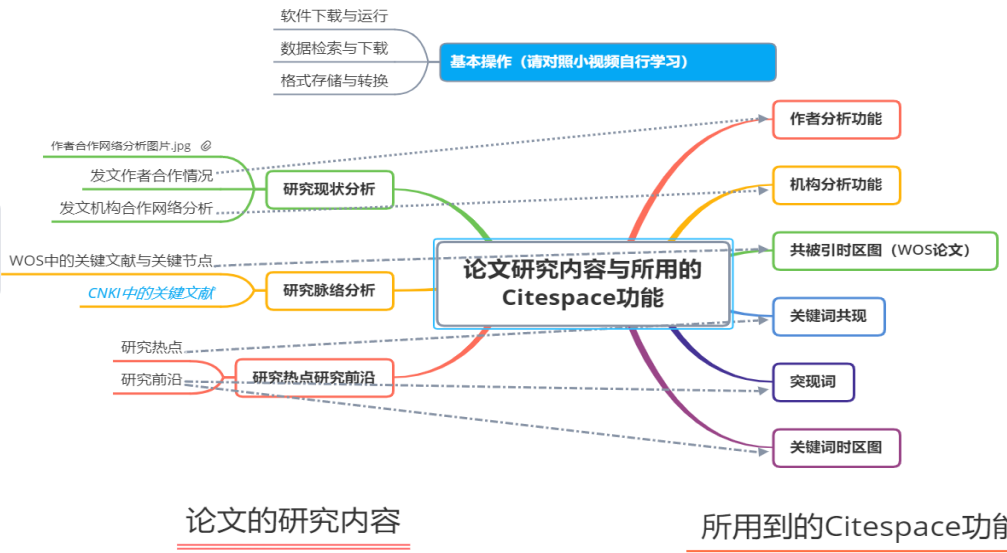 软件下载与运行
数据检索与下载
格式存储与转换
基本操作（请对照小视频自行学习）
作者合作网络分析图片.jpg
发文作者合作情况
发文机构合作网络分析
研究现状分析
WOS中的关键文献与关键节点
CNKI中的关键文献
研究脉络分析
研究热点
研究前沿
研究热点研究前沿
论文研究内容与所用的
Citespace功能
作者分析功能
机构分析功能
共被引时区图（WOS论文）
关键词共现
突现词
关键词时区图
论文的研究内容
所用到的Citespace功能